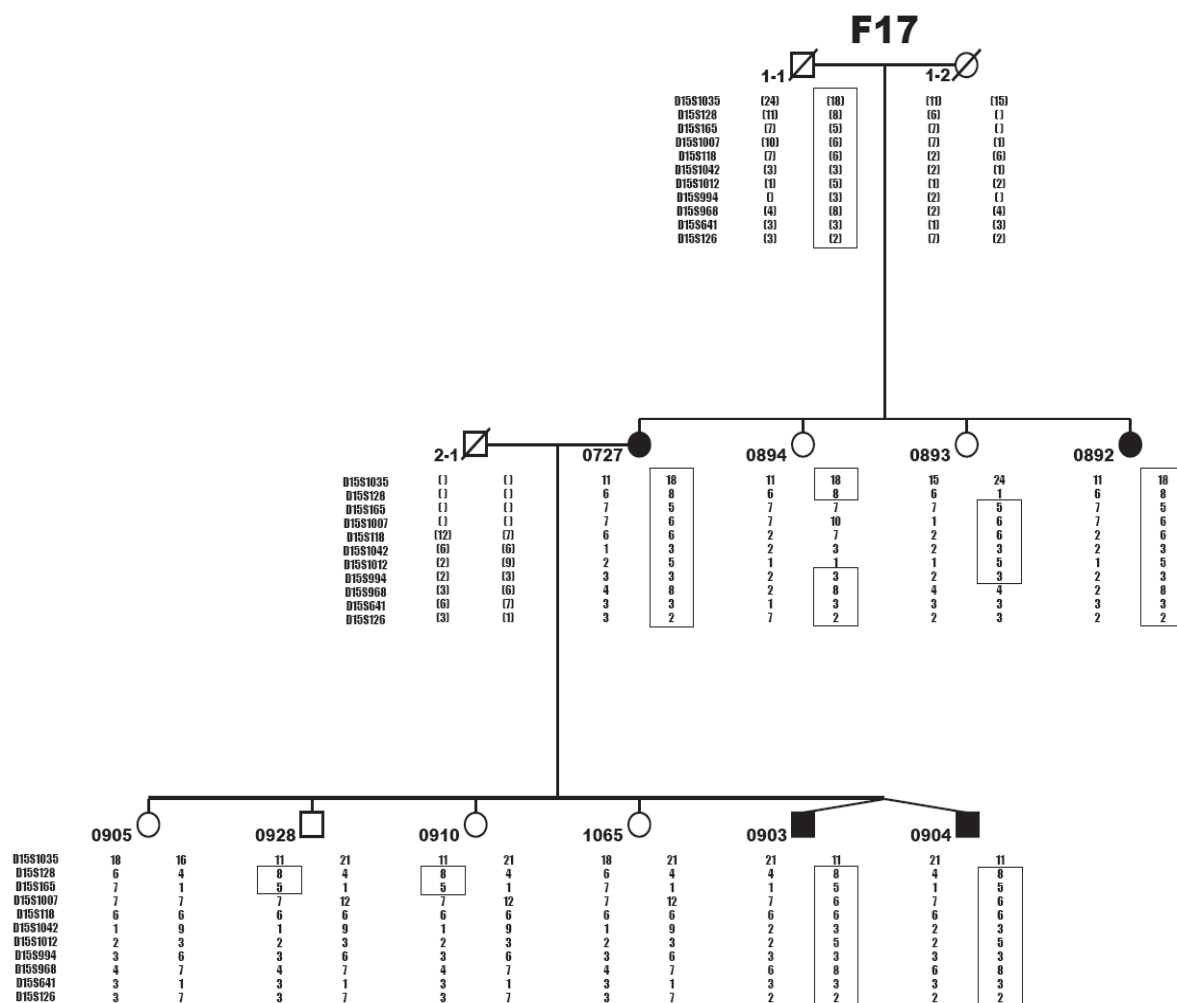 F17
1-1 1-2
D15S1035 (24) (18) (11) (15)
D15S128 (11) (8) (6) ( )
D15S165 (7) (5) (7) ( )
D15S1007 (10) (6) (7) (1)
D15S118 (7) (6) (2) (6)
D15S1042 (3) (3) (2) (1)
D15S1012 (1) (5) (1) (2)
D15S994 () (3) (2) ( )
D15S968 (4) (8) (2) (4)
D15S641 (3) (3) (1) (3)
D15S126 (3) (2) (7) (2)
2-1 0727 0894 0893 0892
D15S1035 ( ) ( ) 11 18 11 18 15 24 11 18
D15S128 ( ) ( ) 6 8 6 8 6 1 6 8
D15S165 ( ) ( ) 7 5 7 7 7 5 7 5
D15S1007 ( ) ( ) 7 6 7 10 1 6 7 6
D15S118 (12) (7) 6 6 2 7 2 6 2 6
D15S1042 (6) (6) 1 3 2 3 2 3 2 3
D15S1012 (2) (9) 2 5 1 1 1 5 1 5
D15S994 (2) (3) 3 3 2 3 2 3 2 3
D15S968 (3) (6) 4 8 2 8 4 4 2 8
D15S641 (6) (7) 3 3 1 3 3 3 3 3
D15S126 (3) (1) 3 2 7 2 2 3 2 2
0905 0928 0910 1065 0903 0904
D15S1035 18 16 11 21 11 21 18 21 21 11 21 11
D15S128 6 4 8 4 8 4 6 4 4 8 4 8
D15S165 7 1 5 1 5 1 7 1 1 5 1 5
D15S1007 7 7 7 12 7 12 7 12 7 6 7 6
D15S118 6 6 6 6 6 6 6 6 6 6 6 6
D15S1042 1 9 1 9 1 9 1 9 2 3 2 3
D15S1012 2 3 2 3 2 3 2 3 2 5 2 5
D15S994 3 6 3 6 3 6 3 6 3 3 3 3
D15S968 4 7 4 7 4 7 4 7 6 8 6 8
D15S641 3 1 3 1 3 1 3 1 3 3 3 3
D15S126 3 7 3 7 3 7 3 7 2 2 2 2